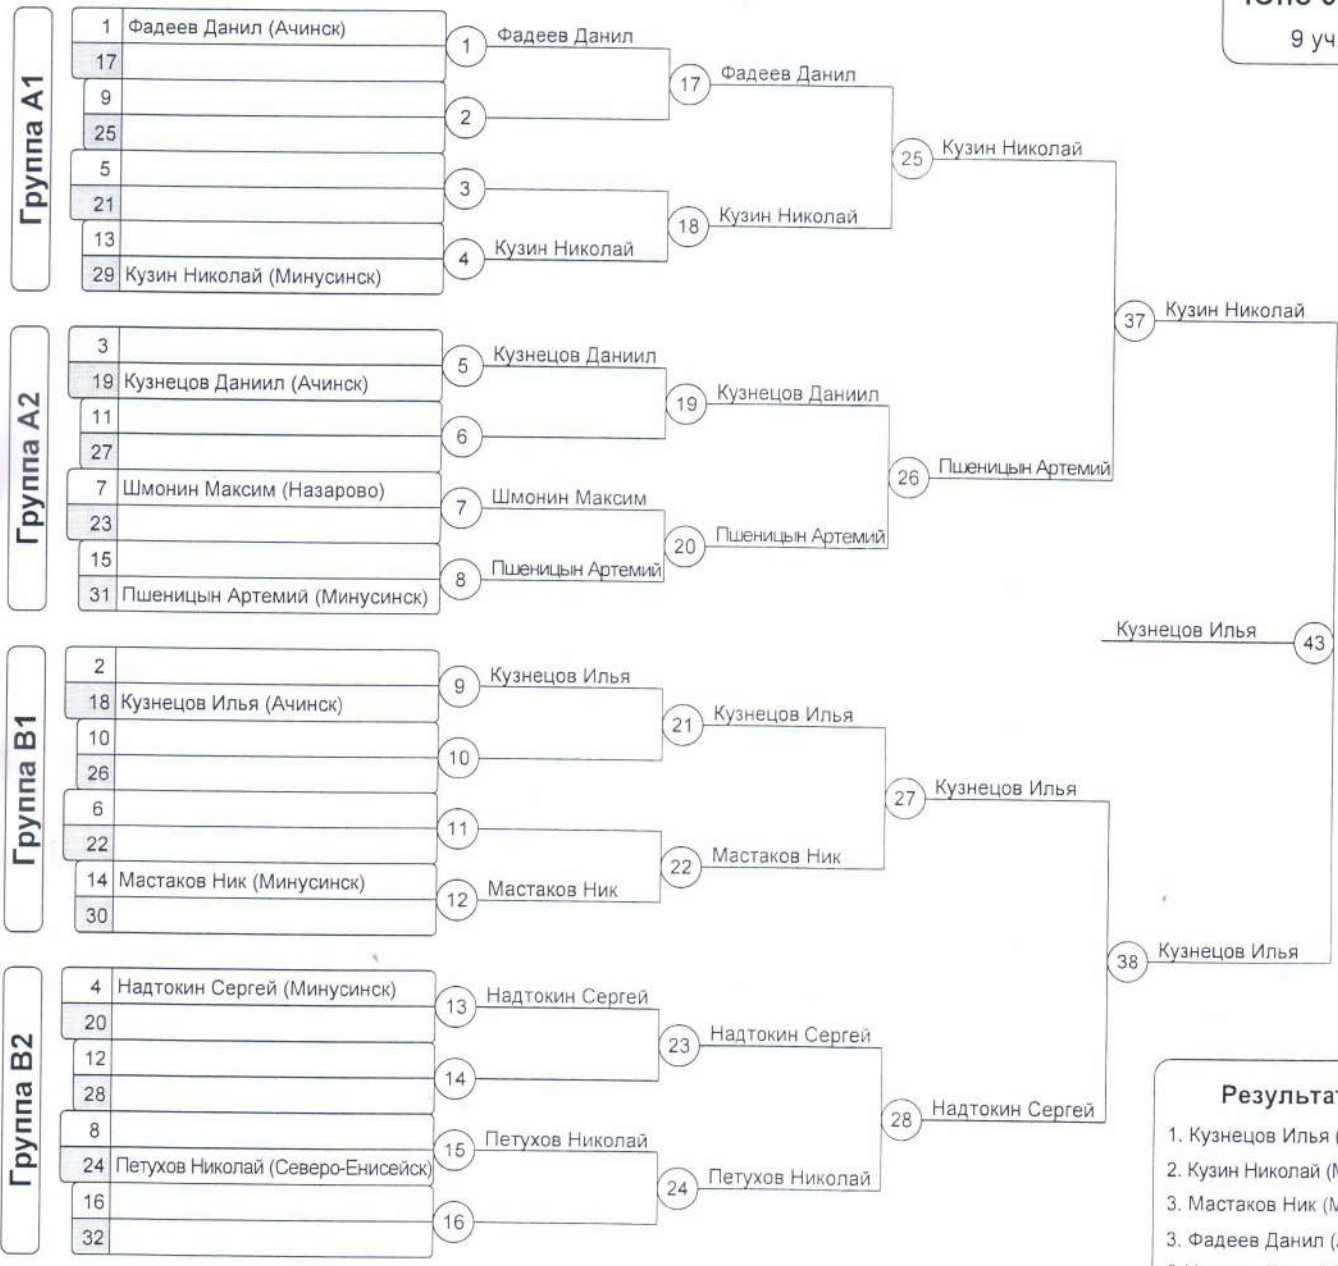 9 уч
Группа А1
1 Фадеев Данил (Ачинск)
17
9
25
5
21
13
29 Кузин Николай (Минусинск)
1 Фадеев Данил
2
3
4 Кузин Николай
17 Фадеев Данил
18 Кузин Николай
25 Кузин Николай
Группа А2
3
19 Кузнецов Даниил (Ачинск)
11
27
7 Шмонин Максим (Назарово)
23
15
31 Пшеницын Артемий (Минусинск)
5 Кузнецов Даниил
6
7 Шмонин Максим
8 Пшеницын Артемий
19 Кузнецов Даниил
20 Пшеницын Артемий
26 Пшеницын Артемий
37 Кузин Николай
Группа В1
2
18 Кузнецов Илья (Ачинск)
10
26
6
22
14 Мастаков Ник (Минусинск)
30
9 Кузнецов Илья
10
11
12 Мастаков Ник
21 Кузнецов Илья
22 Мастаков Ник
27 Кузнецов Илья
Группа В2
4 Надтокин Сергей (Минусинск)
20
12
28
8
24 Петухов Николай (Северо-Енисейск)
16
32
13 Надтокин Сергей
14
15 Петухов Николай
16
23 Надтокин Сергей
24 Петухов Николай
28 Надтокин Сергей
38 Кузнецов Илья
Кузнецов Илья 43
Результат
1. Кузнецов Илья (
2. Кузин Николай (М
3. Мастаков Ник (М
3. Фадеев Данил (